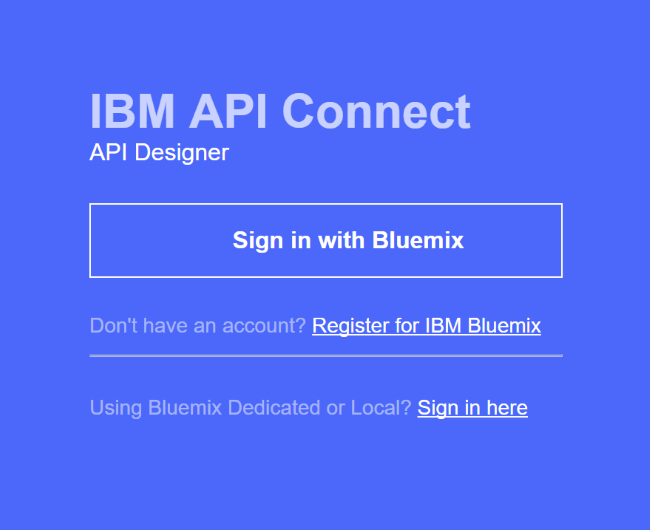 IBM API Connect
API Designer
Sign in with Bluemix
Don't have an account? Register for IBM Bluemix
Using Bluemix Dedicated or Local? Sign in here